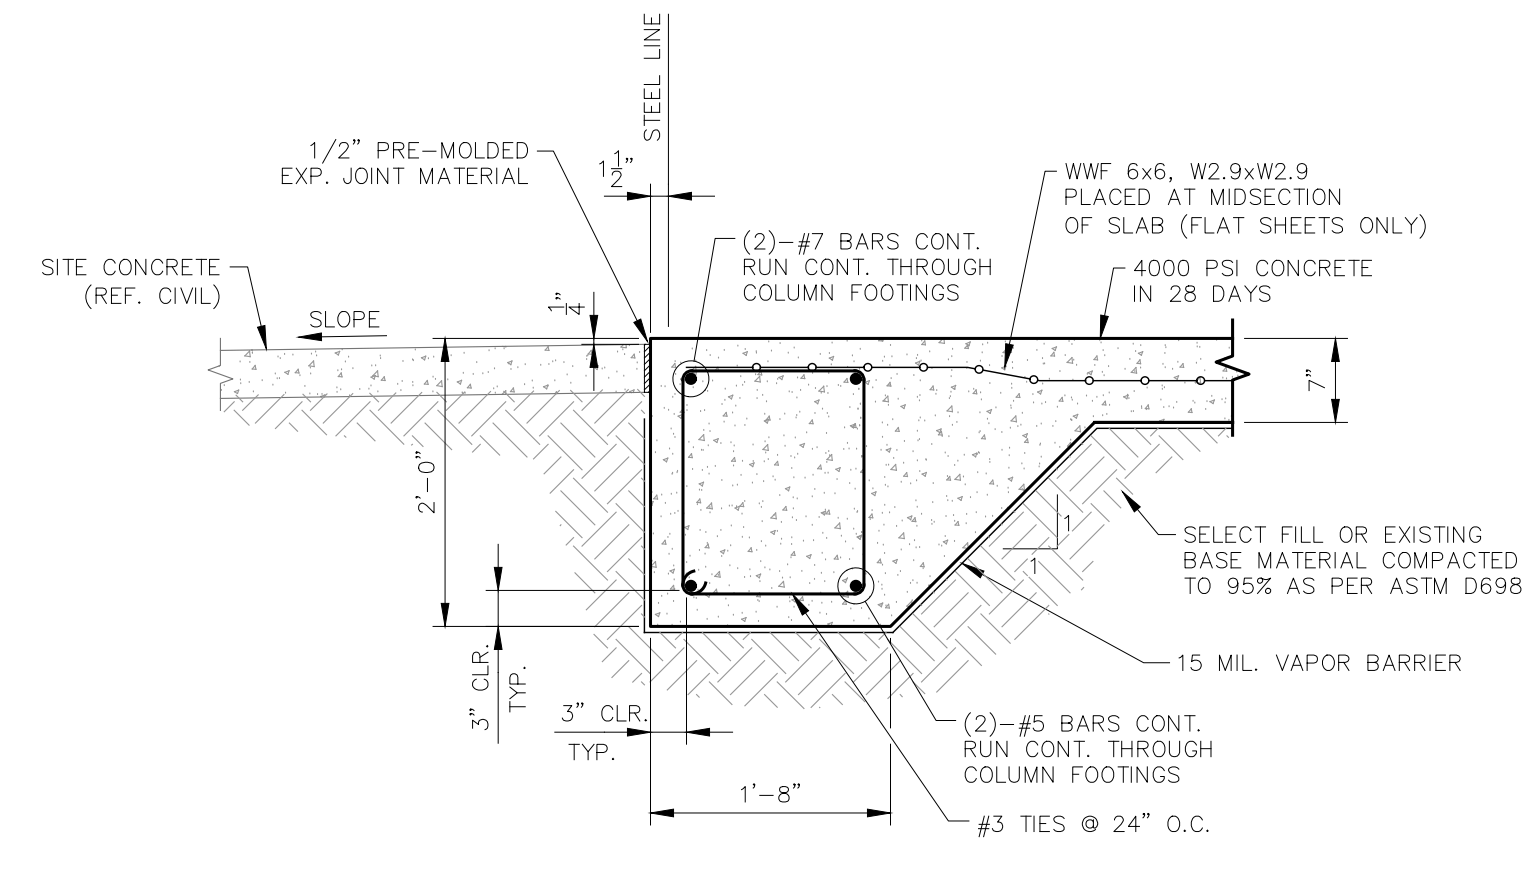 STEEL LINE
1/2" PRE-MOLDED
EXP. JOINT MATERIAL
1 1/2"
WWF 6x6, W2.9xW2.9
PLACED AT MIDSECTION
OF SLAB (FLAT SHEETS ONLY)
(2)-#7 BARS CONT.
RUN CONT. THROUGH
COLUMN FOOTINGS
SITE CONCRETE
(REF. CIVIL)
4000 PSI CONCRETE
IN 28 DAYS
1/4"
SLOPE
7"
2'-0"
1
1
SELECT FILL OR EXISTING
BASE MATERIAL COMPACTED
TO 95% AS PER ASTM D698
15 MIL. VAPOR BARRIER
3" CLR.
TYP.
3" CLR.
TYP.
(2)-#5 BARS CONT.
RUN CONT. THROUGH
COLUMN FOOTINGS
1'-8"
#3 TIES @ 24" O.C.